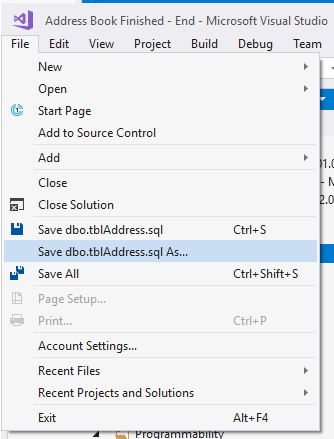 Address Book Finished - End - Microsoft Visual Studio
File Edit View Project Build Debug Team
New
Open
Start Page
Add to Source Control
Add
Close
Close Solution
Save dbo.tblAddress.sql Ctrl+S
Save dbo.tblAddress.sql As...
Save All Ctrl+Shift+S
Page Setup...
Print... Ctrl+P
Account Settings...
Recent Files
Recent Projects and Solutions
Exit Alt+F4
Programmability